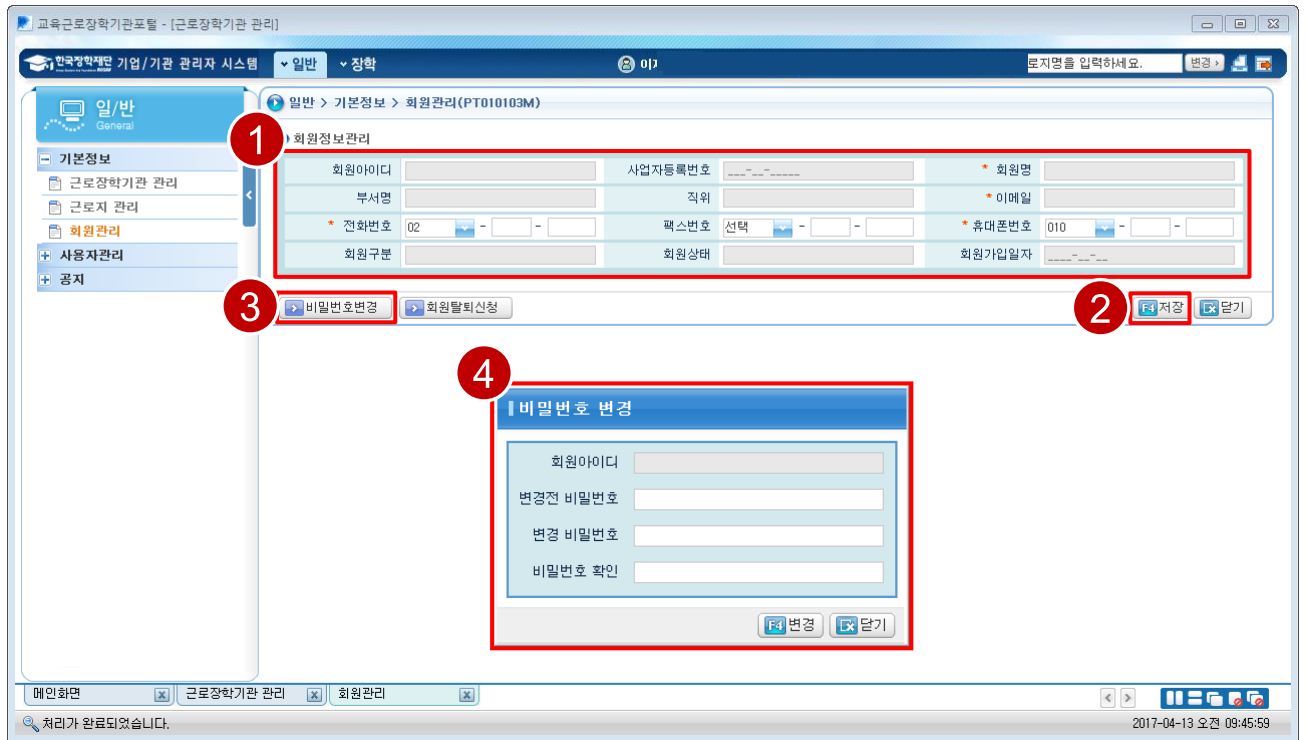 교육근로장학기관포털 - [근로장학기관 관리]
한국장학재단 기업/기관 관리자 시스템 일반 장학 로지명을 입력하세요. 변경
일/반
General
일반 > 기본정보 > 회원관리(PT010103M)
1
회원정보관리
기본정보
근로장학기관 관리
근로지 관리
회원관리
사용자관리
공지
회원아이디 사업자등록번호 ___-__-_____ * 회원명
부서명 직위 * 이메일
* 전화번호 02 - - 팩스번호 선택 - - * 휴대폰번호 010 - -
회원구분 회원상태 회원가입일자 ____-__-__
3 비밀번호변경 회원탈퇴신청 2 F4 저장 닫기
4
비밀번호 변경
회원아이디
변경전 비밀번호
변경 비밀번호
비밀번호 확인
F4 변경 닫기
메인화면 근로장학기관 관리 회원관리
처리가 완료되었습니다. 2017-04-13 오전 09:45:59